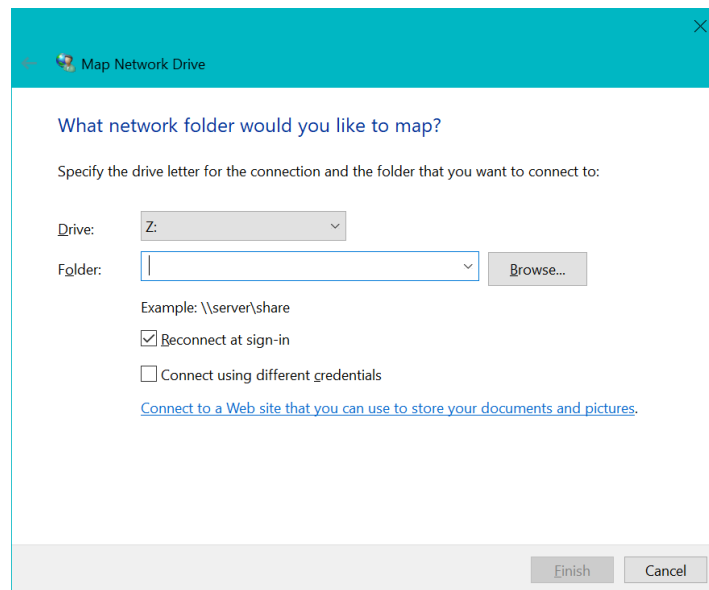 Map Network Drive
What network folder would you like to map?
Specify the drive letter for the connection and the folder that you want to connect to:
Drive: Z:
Folder: Browse...
Example: \\server\share
Reconnect at sign-in
Connect using different credentials
Connect to a Web site that you can use to store your documents and pictures.
Finish Cancel